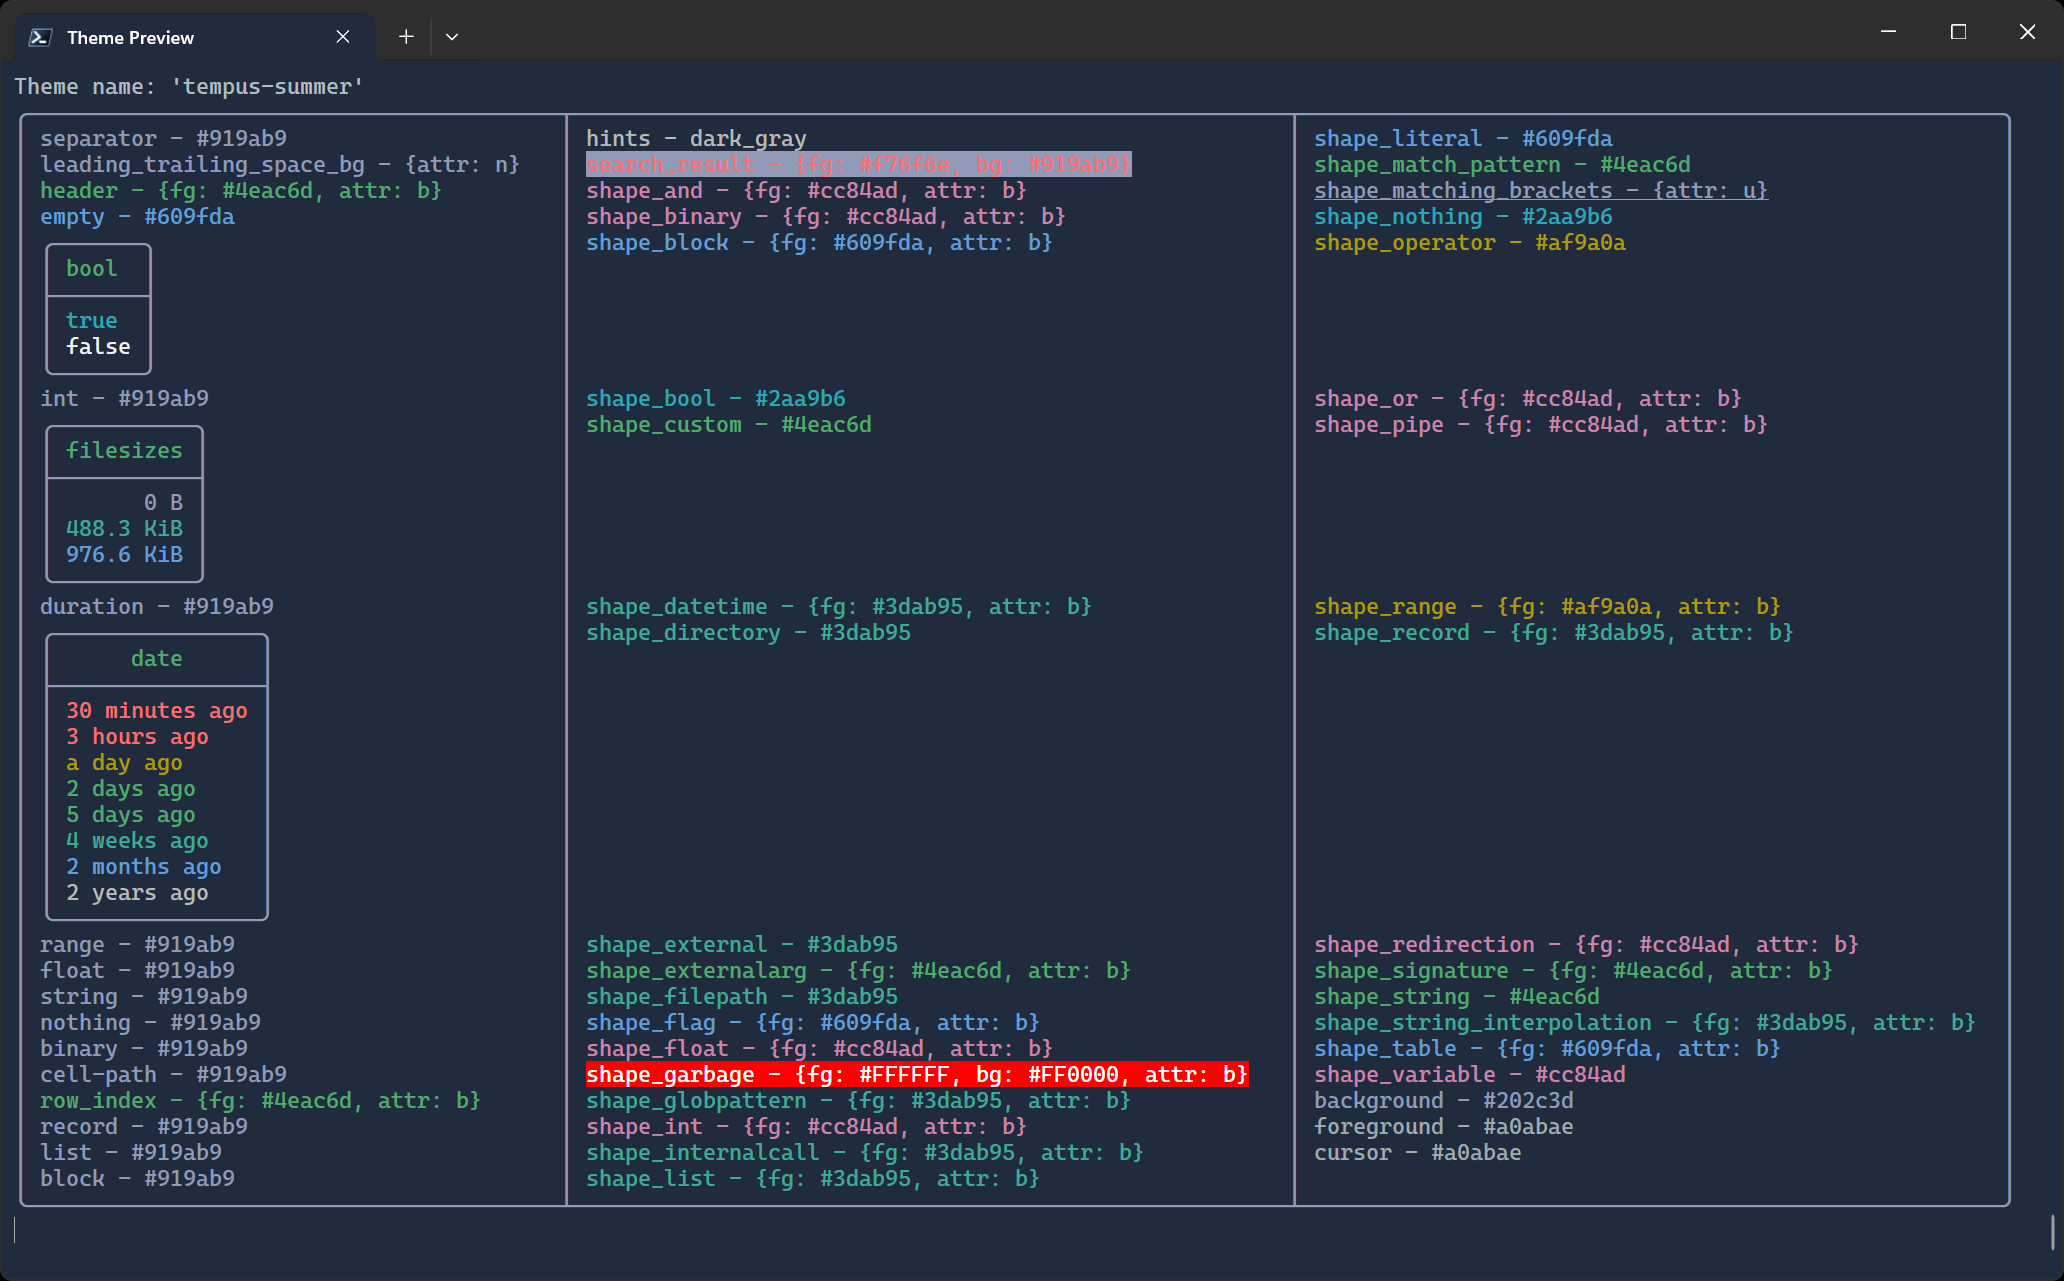 Theme Preview
Theme name: 'tempus-summer'
separator - #919ab9
leading_trailing_space_bg - {attr: n}
header - {fg: #4eac6d, attr: b}
empty - #609fda
bool
true
false
int - #919ab9
filesizes
0 B
488.3 KiB
976.6 KiB
duration - #919ab9
date
30 minutes ago
3 hours ago
a day ago
2 days ago
5 days ago
4 weeks ago
2 months ago
2 years ago
range - #919ab9
float - #919ab9
string - #919ab9
nothing - #919ab9
binary - #919ab9
cell-path - #919ab9
row_index - {fg: #4eac6d, attr: b}
record - #919ab9
list - #919ab9
block - #919ab9
hints - dark_gray
search_result - {fg: #f76f6e, bg: #919ab9}
shape_and - {fg: #cc84ad, attr: b}
shape_binary - {fg: #cc84ad, attr: b}
shape_block - {fg: #609fda, attr: b}
shape_bool - #2aa9b6
shape_custom - #4eac6d
shape_datetime - {fg: #3dab95, attr: b}
shape_directory - #3dab95
shape_external - #3dab95
shape_externalarg - {fg: #4eac6d, attr: b}
shape_filepath - #3dab95
shape_flag - {fg: #609fda, attr: b}
shape_float - {fg: #cc84ad, attr: b}
shape_garbage - {fg: #FFFFFF, bg: #FF0000, attr: b}
shape_globpattern - {fg: #3dab95, attr: b}
shape_int - {fg: #cc84ad, attr: b}
shape_internalcall - {fg: #3dab95, attr: b}
shape_list - {fg: #3dab95, attr: b}
shape_literal - #609fda
shape_match_pattern - #4eac6d
shape_matching_brackets - {attr: u}
shape_nothing - #2aa9b6
shape_operator - #af9a0a
shape_or - {fg: #cc84ad, attr: b}
shape_pipe - {fg: #cc84ad, attr: b}
shape_range - {fg: #af9a0a, attr: b}
shape_record - {fg: #3dab95, attr: b}
shape_redirection - {fg: #cc84ad, attr: b}
shape_signature - {fg: #4eac6d, attr: b}
shape_string - #4eac6d
shape_string_interpolation - {fg: #3dab95, attr: b}
shape_table - {fg: #609fda, attr: b}
shape_variable - #cc84ad
background - #202c3d
foreground - #a0abae
cursor - #a0abae